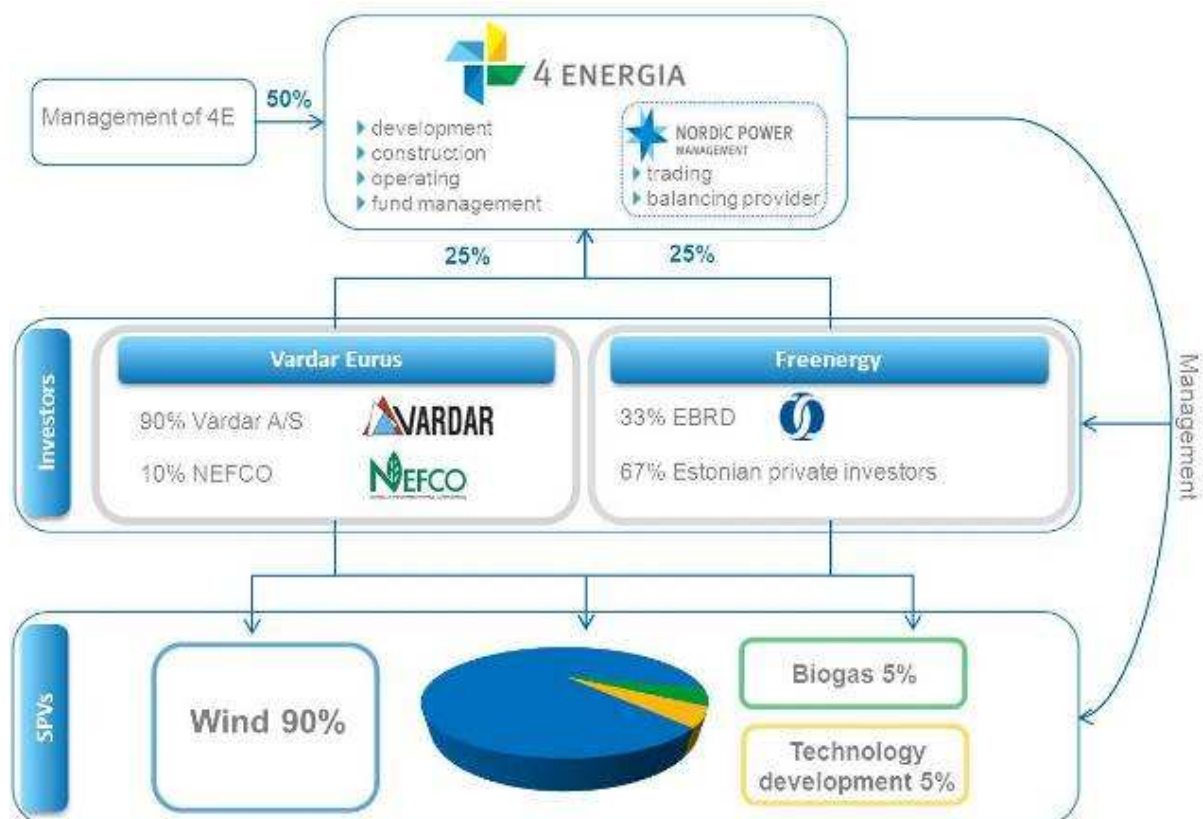 4 ENERGIA
Management of 4E
50%
development
construction
operating
fund management
NORDIC POWER
MANAGEMENT
trading
balancing provider
25%
25%
Investors
Vardar Eurus
90% Vardar A/S
VARDAR
10% NEFCO
NEFCO
Freenergy
33% EBRD
67% Estonian private investors
Management
SPVs
Wind 90%
Biogas 5%
Technology
development 5%